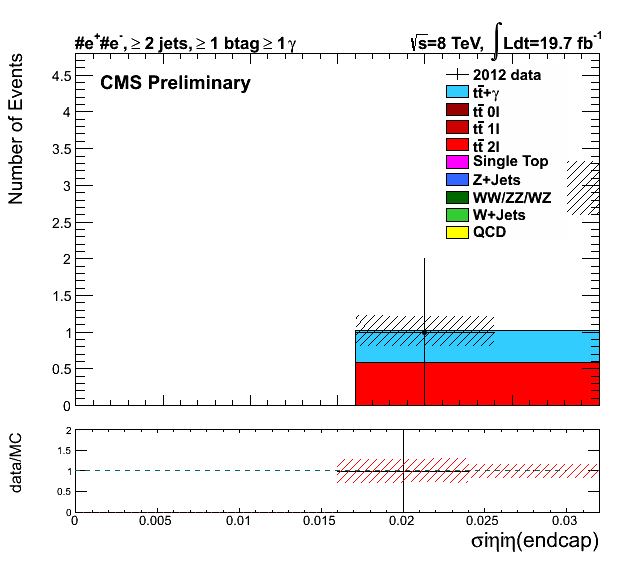 #e+#e-, ≥ 2 jets, ≥ 1 btag ≥ 1 γ
√s=8 TeV, ∫ Ldt=19.7 fb-1
CMS Preliminary
2012 data
tt̄+γ
tt̄ 0l
tt̄ 1l
tt̄ 2l
Single Top
Z+Jets
WW/ZZ/WZ
W+Jets
QCD
Number of Events
4.5
4
3.5
3
2.5
2
1.5
1
0.5
0
data/MC
2
1.5
1
0.5
0
0 0.005 0.01 0.015 0.02 0.025 0.03
σiηiη(endcap)